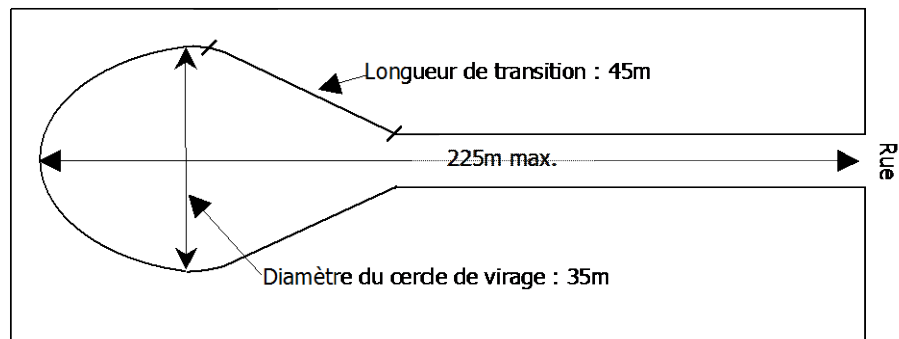 Longueur de transition : 45m
225m max.
Rue
Diamètre du cercle de virage : 35m